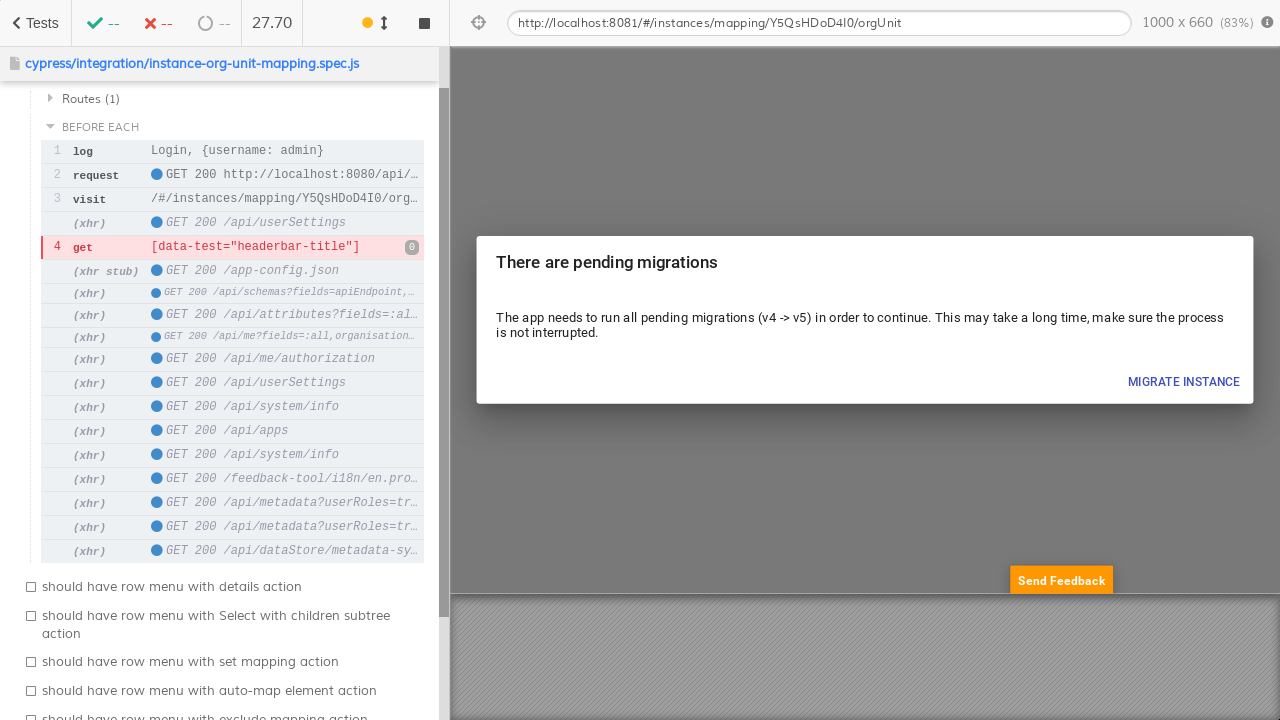 Tests
--
--
--
27.70
http://localhost:8081/#/instances/mapping/Y5QsHDoD4I0/orgUnit
1000 x 660 (83%)
cypress/integration/instance-org-unit-mapping.spec.js
Routes (1)
BEFORE EACH
1 log Login, {username: admin}
2 request GET 200 http://localhost:8080/api/…
3 visit /#/instances/mapping/Y5QsHDoD4I0/org…
(xhr) GET 200 /api/userSettings
4 get [data-test="headerbar-title"] 0
(xhr stub) GET 200 /app-config.json
(xhr) GET 200 /api/schemas?fields=apiEndpoint,…
(xhr) GET 200 /api/attributes?fields=:al…
(xhr) GET 200 /api/me?fields=:all,organisation…
(xhr) GET 200 /api/me/authorization
(xhr) GET 200 /api/userSettings
(xhr) GET 200 /api/system/info
(xhr) GET 200 /api/apps
(xhr) GET 200 /api/system/info
(xhr) GET 200 /feedback-tool/i18n/en.pro…
(xhr) GET 200 /api/metadata?userRoles=tr…
(xhr) GET 200 /api/metadata?userRoles=tr…
(xhr) GET 200 /api/dataStore/metadata-sy…
should have row menu with details action
should have row menu with Select with children subtree
action
should have row menu with set mapping action
should have row menu with auto-map element action
should have row menu with exclude mapping action
There are pending migrations
The app needs to run all pending migrations (v4 -> v5) in order to continue. This may take a long time, make sure the process
is not interrupted.
MIGRATE INSTANCE
Send Feedback